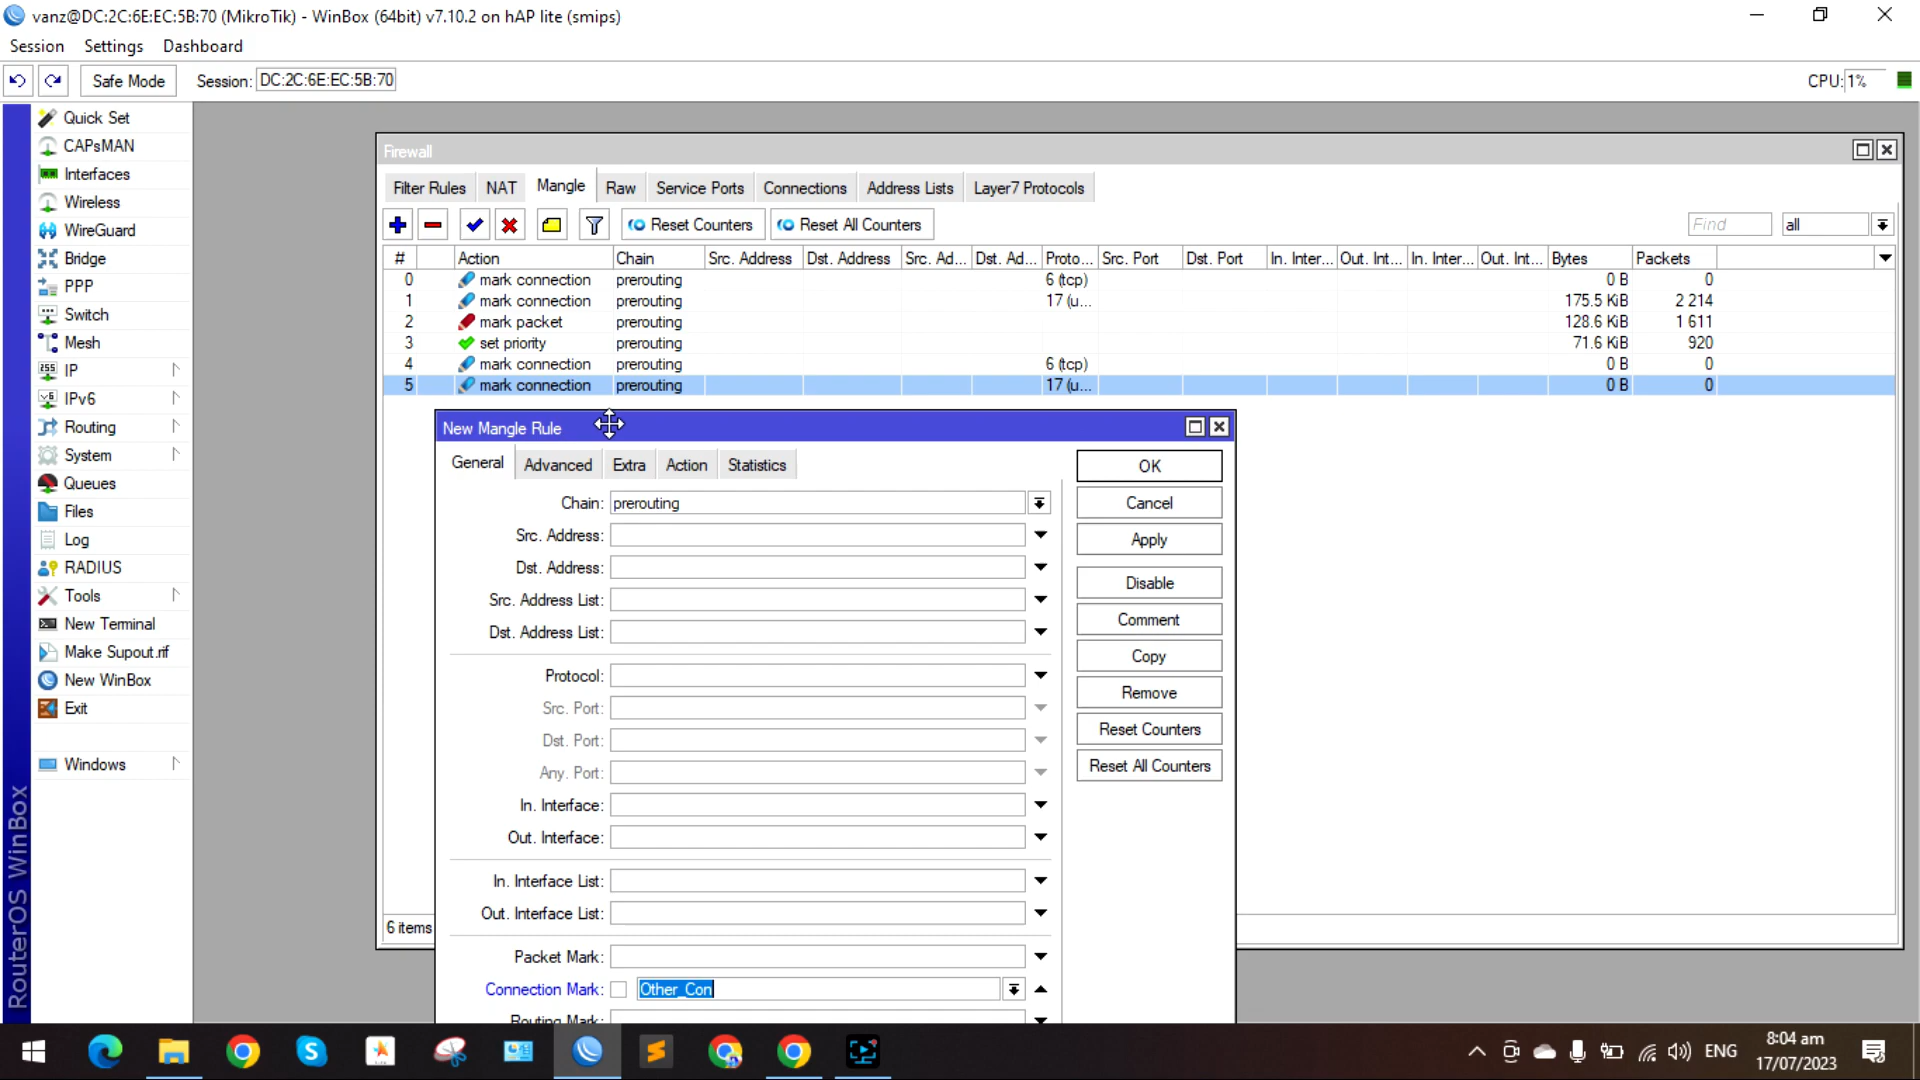 vanz@DC:2C:6E:EC:5B:70 (MikroTik) - WinBox (64bit) v7.10.2 on hAP lite (smips)
Session Settings Dashboard
Safe Mode Session: DC:2C:6E:EC:5B:70 CPU: 1%
Quick Set
CAPsMAN
Interfaces
Wireless
WireGuard
Bridge
PPP
Switch
Mesh
IP
IPv6
Routing
System
Queues
Files
Log
RADIUS
Tools
New Terminal
Make Supout.rif
New WinBox
Exit
Windows
RouterOS WinBox
Firewall
Filter Rules NAT Mangle Raw Service Ports Connections Address Lists Layer7 Protocols
Reset Counters Reset All Counters Find all
# Action Chain Src. Address Dst. Address Src. Ad... Dst. Ad... Proto... Src. Port Dst. Port In. Inter... Out. Int... In. Inter... Out. Int... Bytes Packets
0 mark connection prerouting 6 (tcp) 0 B 0
1 mark connection prerouting 17 (u... 175.5 KiB 2 214
2 mark packet prerouting 128.6 KiB 1 611
3 set priority prerouting 71.6 KiB 920
4 mark connection prerouting 6 (tcp) 0 B 0
5 mark connection prerouting 17 (u... 0 B 0
6 items
New Mangle Rule
General Advanced Extra Action Statistics
Chain: prerouting
Src. Address:
Dst. Address:
Src. Address List:
Dst. Address List:
Protocol:
Src. Port:
Dst. Port:
Any. Port:
In. Interface:
Out. Interface:
In. Interface List:
Out. Interface List:
Packet Mark:
Connection Mark: Other_Con
Routing Mark:
OK
Cancel
Apply
Disable
Comment
Copy
Remove
Reset Counters
Reset All Counters
ENG
8:04 am
17/07/2023